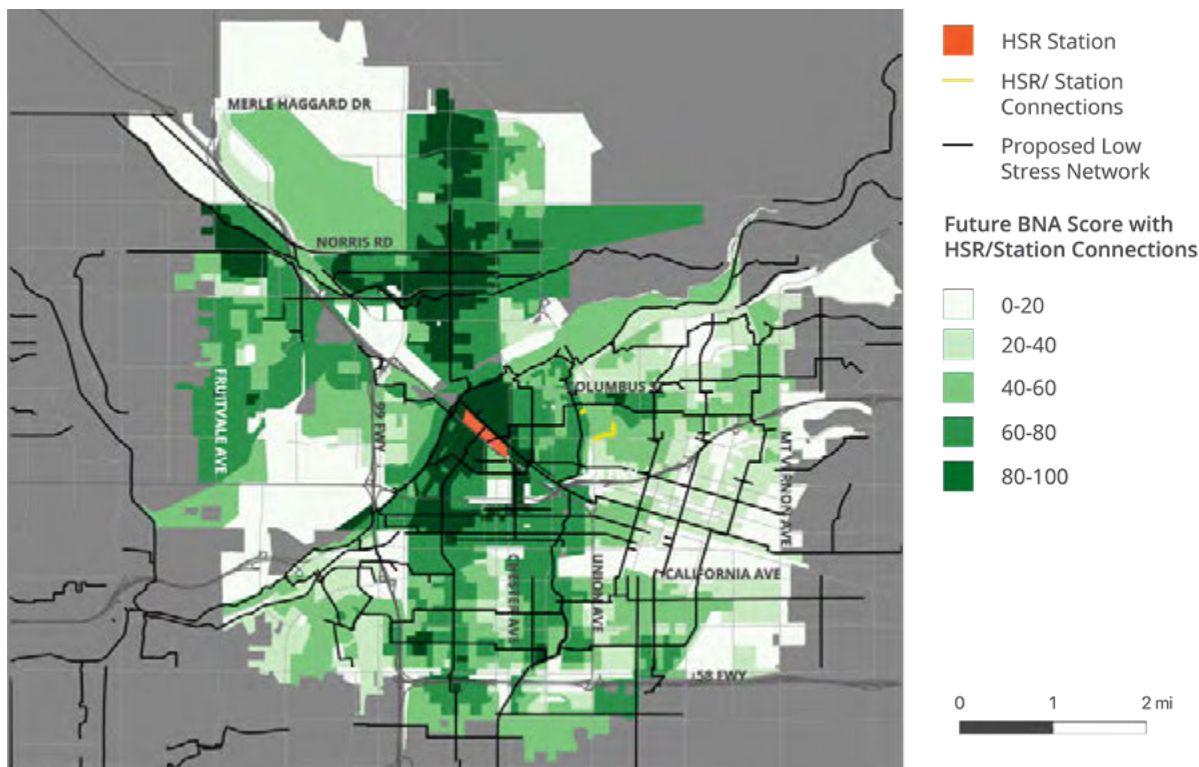 MERLE HAGGARD DR
NORRIS RD
FRUITVALE AVE
99 FWY
COLUMBUS
MT VERNON AVE
CHESTER AVE
UNION AVE
CALIFORNIA AVE
58 FWY
HSR Station
HSR/ Station
Connections
Proposed Low
Stress Network
Future BNA Score with
HSR/Station Connections
0-20
20-40
40-60
60-80
80-100
0
1
2 mi